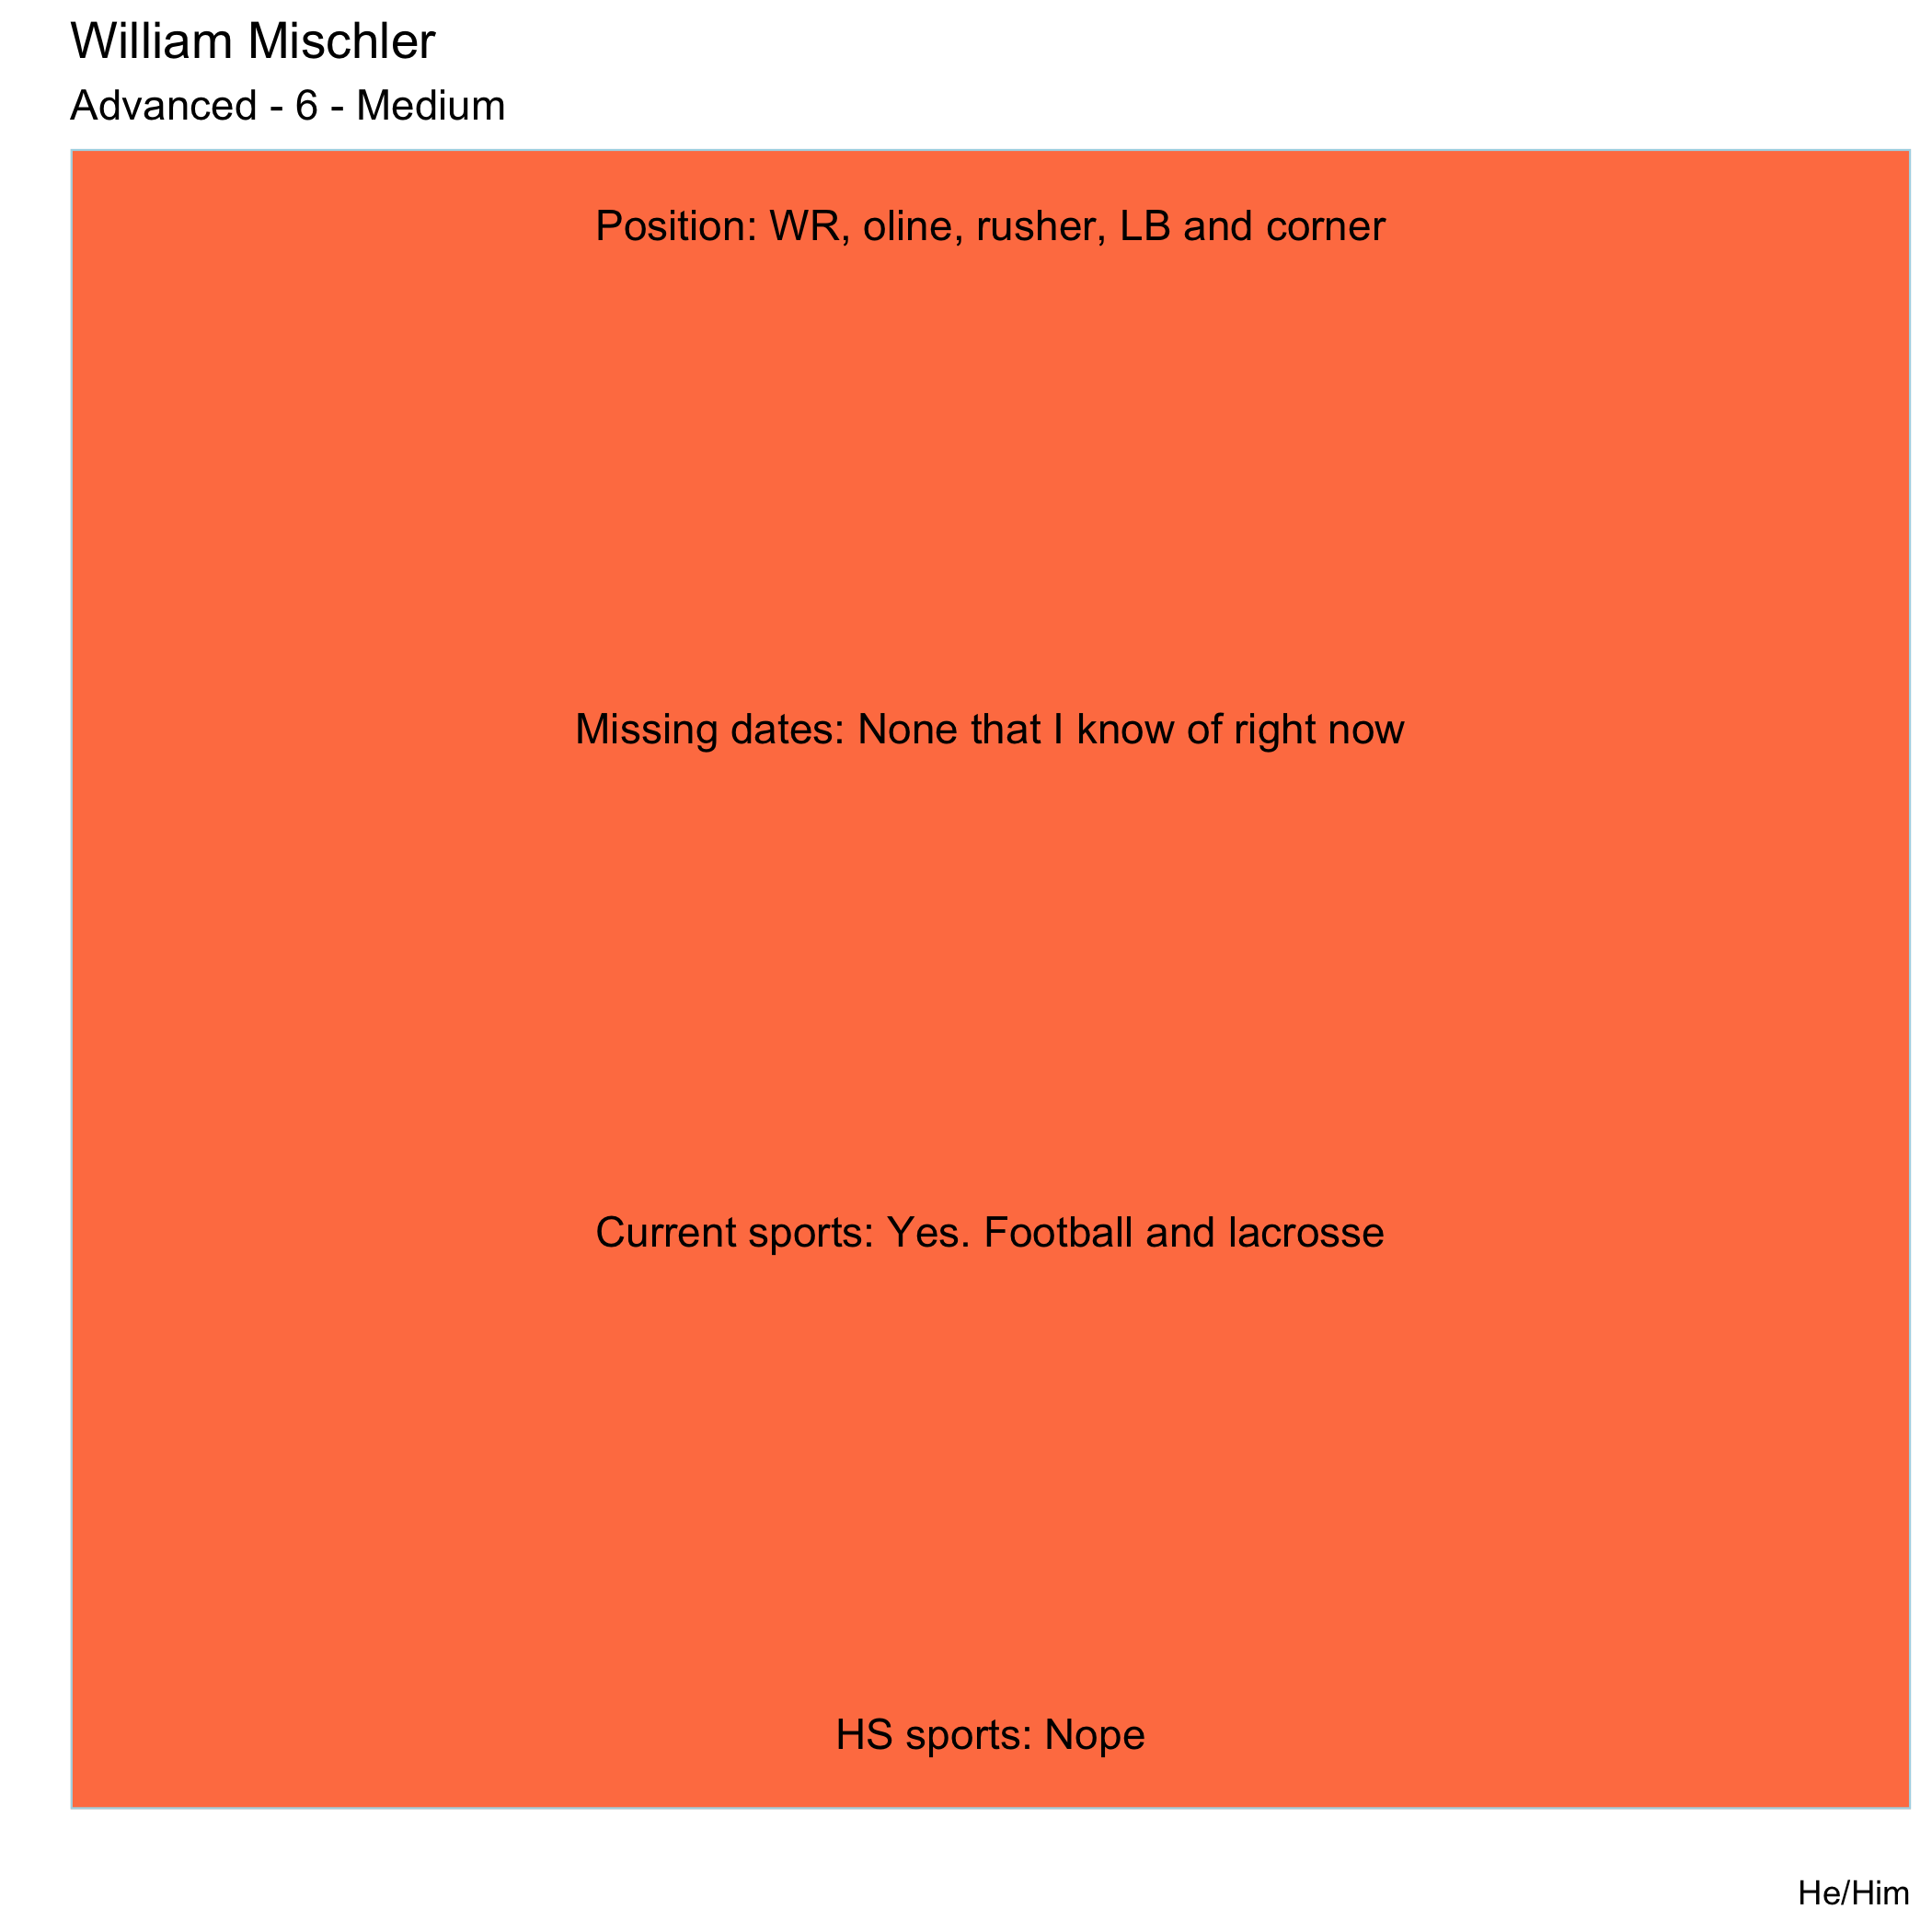 William Mischler
Advanced - 6 - Medium
Position: WR, oline, rusher, LB and corner
Missing dates: None that I know of right now
Current sports: Yes. Football and lacrosse
HS sports: Nope
He/Him